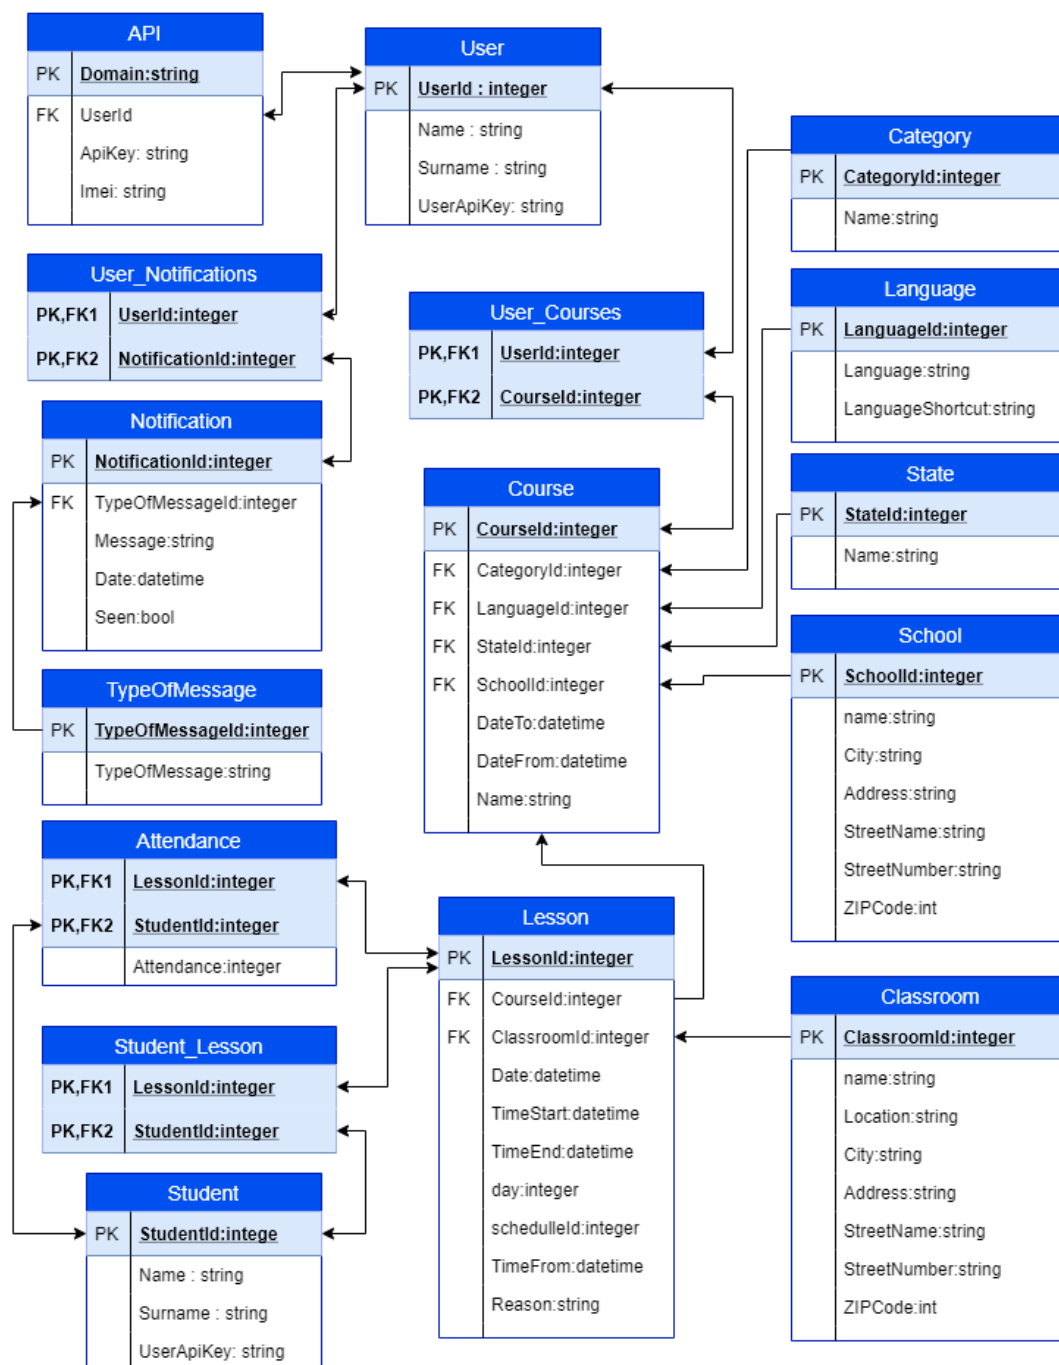 API
PK Domain:string
FK UserId
ApiKey: string
Imei: string
User
PK UserId : integer
Name : string
Surname : string
UserApiKey: string
Category
PK CategoryId:integer
Name:string
User_Notifications
PK,FK1 UserId:integer
PK,FK2 NotificationId:integer
User_Courses
PK,FK1 UserId:integer
PK,FK2 CourseId:integer
Language
PK LanguageId:integer
Language:string
LanguageShortcut:string
Notification
PK NotificationId:integer
FK TypeOfMessageId:integer
Message:string
Date:datetime
Seen:bool
Course
PK CourseId:integer
FK CategoryId:integer
FK LanguageId:integer
FK StateId:integer
FK SchoolId:integer
DateTo:datetime
DateFrom:datetime
Name:string
State
PK StateId:integer
Name:string
School
PK SchoolId:integer
name:string
City:string
Address:string
StreetName:string
StreetNumber:string
ZIPCode:int
TypeOfMessage
PK TypeOfMessageId:integer
TypeOfMessage:string
Attendance
PK,FK1 LessonId:integer
PK,FK2 StudentId:integer
Attendance:integer
Lesson
PK LessonId:integer
FK CourseId:integer
FK ClassroomId:integer
Date:datetime
TimeStart:datetime
TimeEnd:datetime
day:integer
schedulleId:integer
TimeFrom:datetime
Reason:string
Classroom
PK ClassroomId:integer
name:string
Location:string
City:string
Address:string
StreetName:string
StreetNumber:string
ZIPCode:int
Student_Lesson
PK,FK1 LessonId:integer
PK,FK2 StudentId:integer
Student
PK StudentId:intege
Name : string
Surname : string
UserApiKey: string